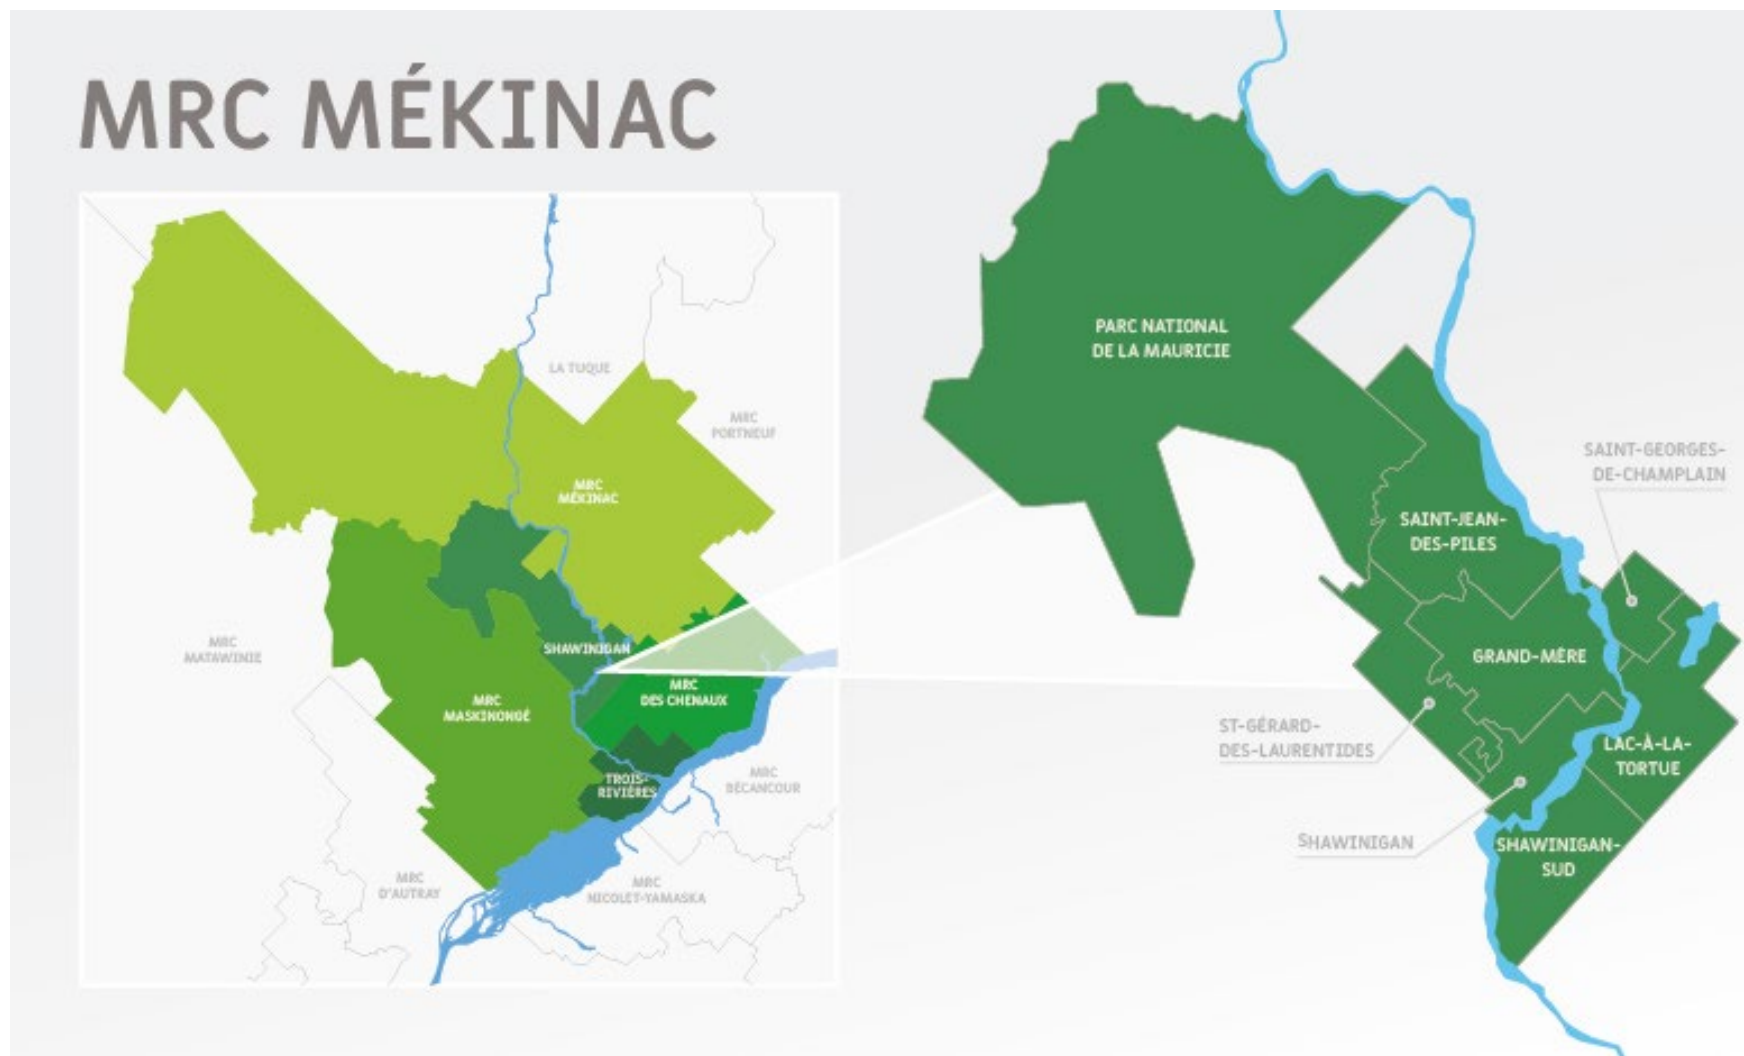 MRC MÉKINAC
LA TUQUE
MRC
PORTNEUF
MRC
MÉKINAC
SHAWINIGAN
MRC
MATAWINIE
MRC
DES CHENAUX
MRC
MASKINONGÉ
TROIS-
RIVIÈRES
MRC
BÉCANCOUR
MRC
D'AUTRAY
MRC
NICOLET-YAMASKA
PARC NATIONAL
DE LA MAURICIE
SAINT-GEORGES-
DE-CHAMPLAIN
SAINT-JEAN-
DES-PILES
GRAND-MÈRE
ST-GÉRARD-
DES-LAURENTIDES
LAC-À-LA-
TORTUE
SHAWINIGAN
SHAWINIGAN-
SUD